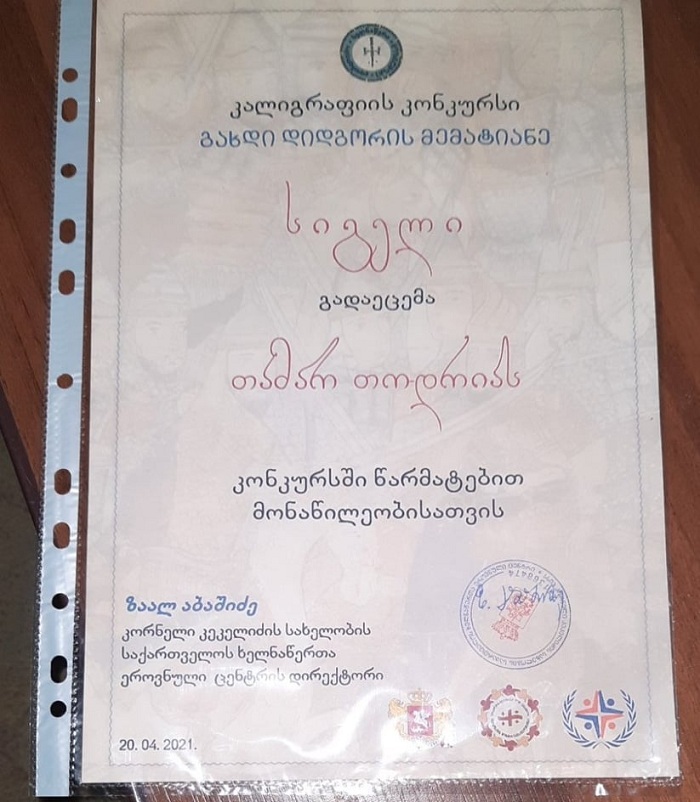 კალიგრაფიის კონკურსი
გახდი დიდგორის მემატიანე
სიგელი
გადაეცემა
თამარ თოდრიას
კონკურსში წარმატებით
მონაწილეობისათვის
ზაალ აბაშიძე
კორნელი კეკელიძის სახელობის
საქართველოს ხელნაწერთა
ეროვნული ცენტრის დირექტორი
20. 04. 2021.